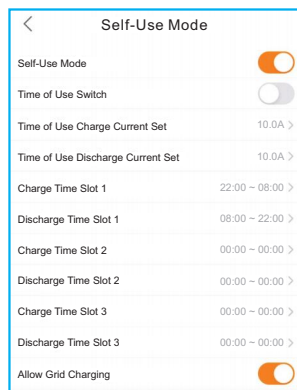 Self-Use Mode
Self-Use Mode
Time of Use Switch
Time of Use Charge Current Set 10.0A >
Time of Use Discharge Current Set 10.0A >
Charge Time Slot 1 22:00 ~ 08:00 >
Discharge Time Slot 1 08:00 ~ 22:00 >
Charge Time Slot 2 00:00 ~ 00:00 >
Discharge Time Slot 2 00:00 ~ 00:00 >
Charge Time Slot 3 00:00 ~ 00:00 >
Discharge Time Slot 3 00:00 ~ 00:00 >
Allow Grid Charging